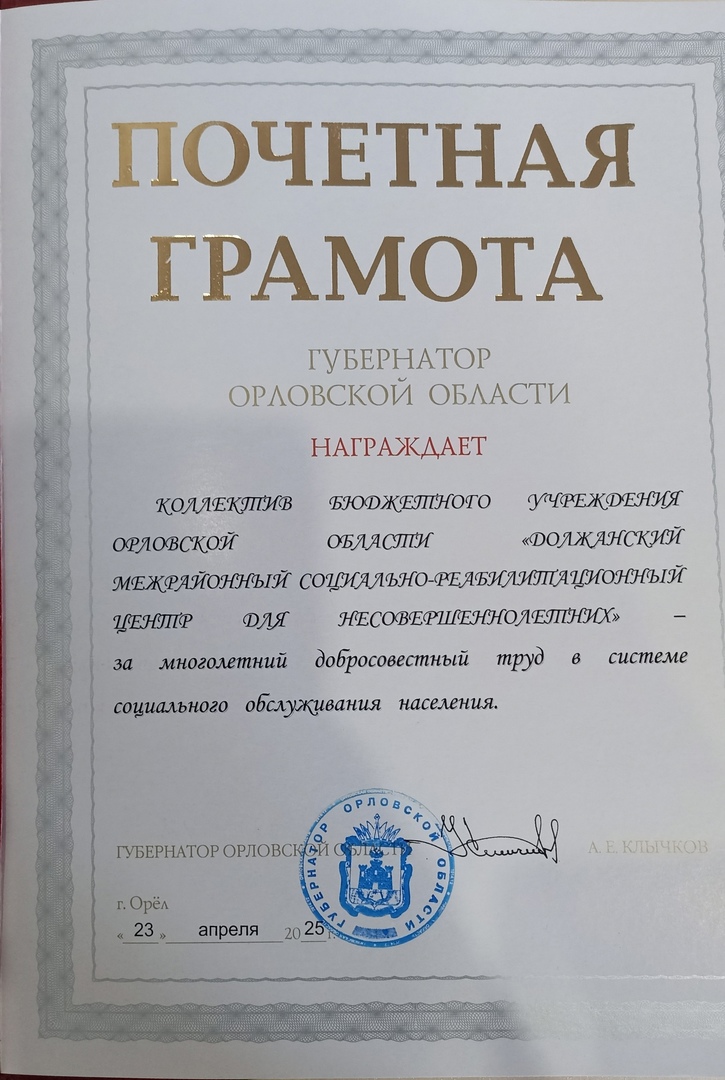 ПОЧЕТНАЯ
ГРАМОТА
ГУБЕРНАТОР
ОРЛОВСКОЙ ОБЛАСТИ
НАГРАЖДАЕТ
КОЛЛЕКТИВ БЮДЖЕТНОГО УЧРЕЖДЕНИЯ
ОРЛОВСКОЙ ОБЛАСТИ «ДОЛЖАНСКИЙ
МЕЖРАЙОННЫЙ СОЦИАЛЬНО-РЕАБИЛИТАЦИОННЫЙ
ЦЕНТР ДЛЯ НЕСОВЕРШЕННОЛЕТНИХ» –
за многолетний добросовестный труд в системе
социального обслуживания населения.
ГУБЕРНАТОР ОРЛОВСКОЙ ОБЛАСТИ А. Е. КЛЫЧКОВ
ГУБЕРНАТОР ОРЛОВСКОЙ ОБЛАСТИ
г. Орёл
« 23 » апреля 2025 г.